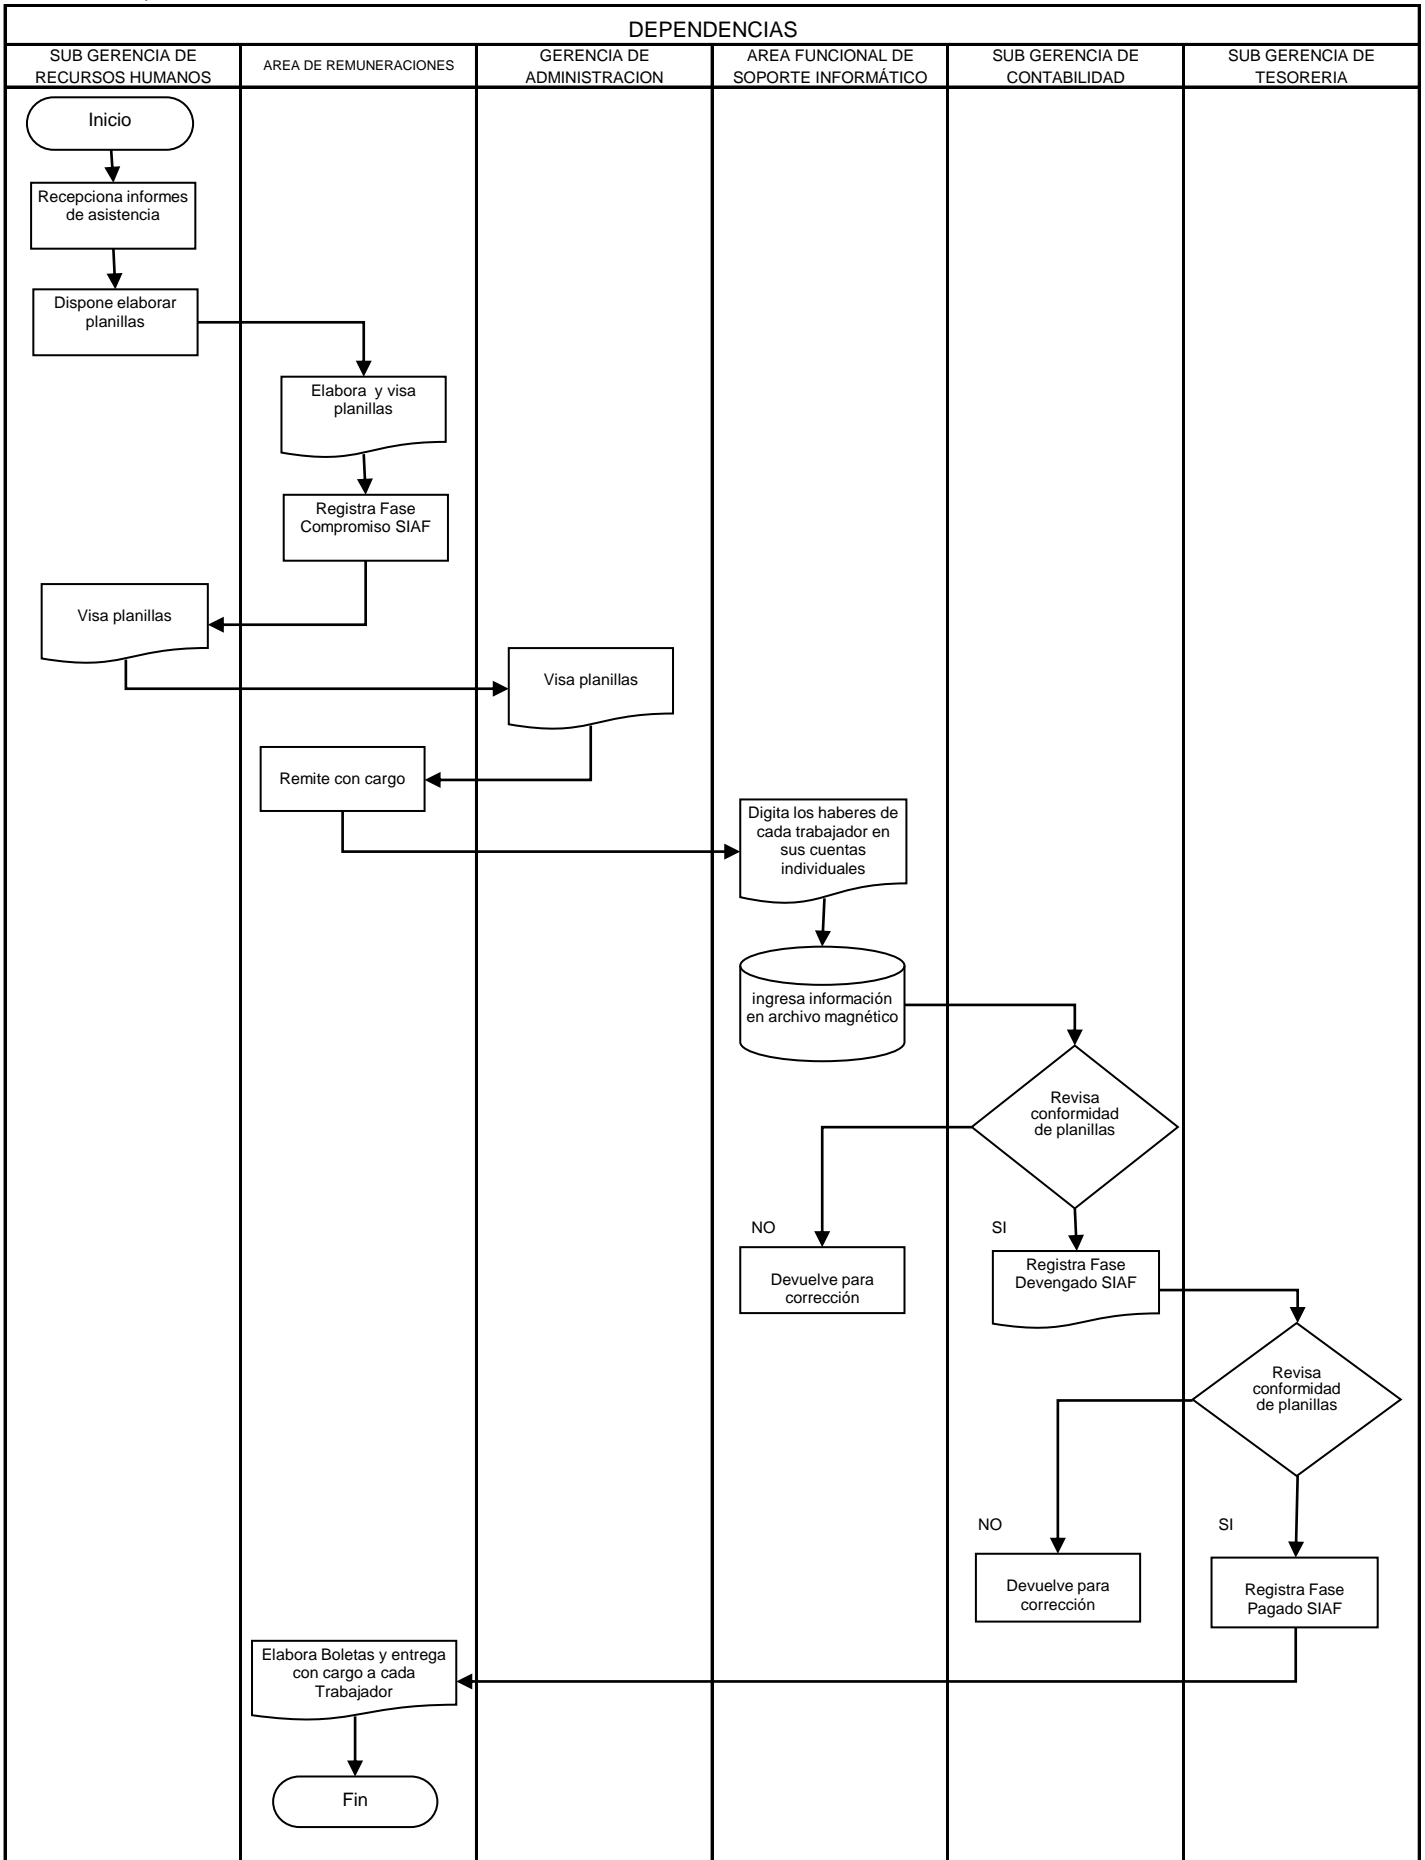 DEPENDENCIAS
SUB GERENCIA DE
RECURSOS HUMANOS
AREA DE REMUNERACIONES
GERENCIA DE
ADMINISTRACION
AREA FUNCIONAL DE
SOPORTE INFORMÁTICO
SUB GERENCIA DE
CONTABILIDAD
SUB GERENCIA DE
TESORERIA
Inicio
Recepciona informes
de asistencia
Dispone elaborar
planillas
Elabora y visa
planillas
Registra Fase
Compromiso SIAF
Visa planillas
Visa planillas
Remite con cargo
Digita los haberes de
cada trabajador en
sus cuentas
individuales
ingresa información
en archivo magnético
Revisa
conformidad
de planillas
NO
SI
Devuelve para
corrección
Registra Fase
Devengado SIAF
Revisa
conformidad
de planillas
NO
SI
Devuelve para
corrección
Registra Fase
Pagado SIAF
Elabora Boletas y entrega
con cargo a cada
Trabajador
Fin